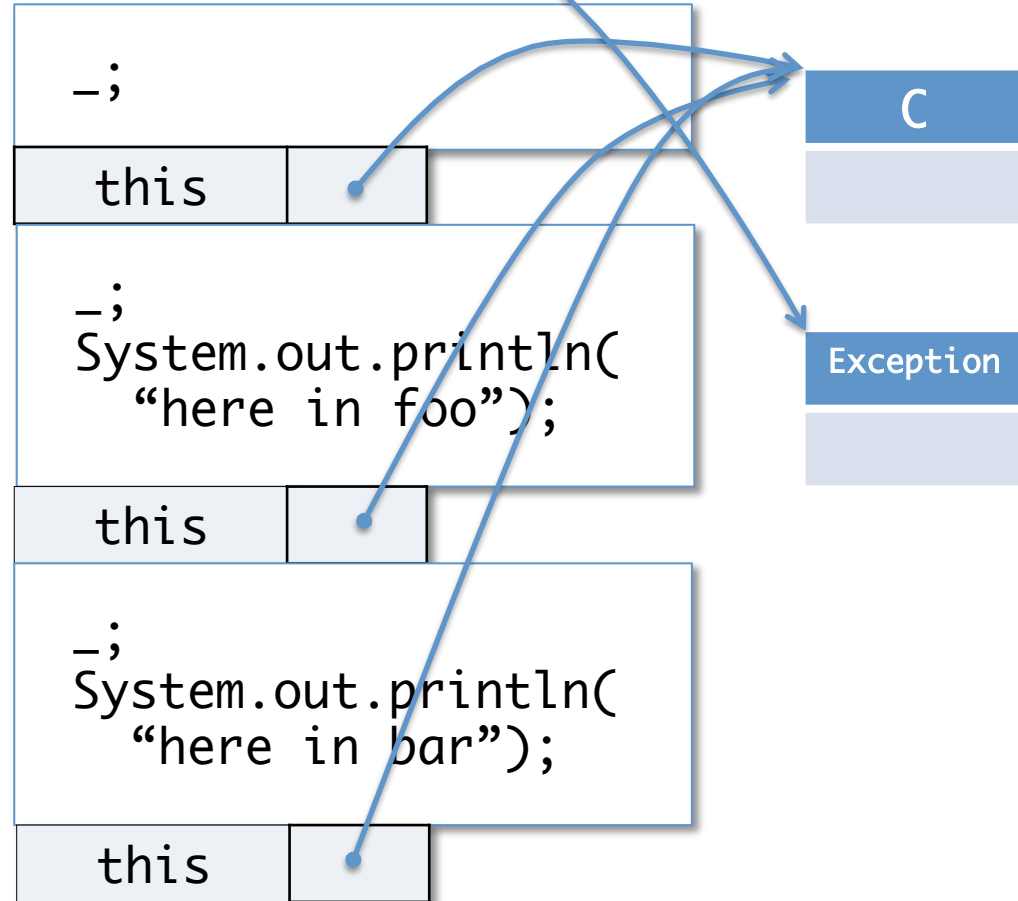 _;
C
this
_;
System.out.println(
“here in foo”);
Exception
this
_;
System.out.println(
“here in bar”);
this